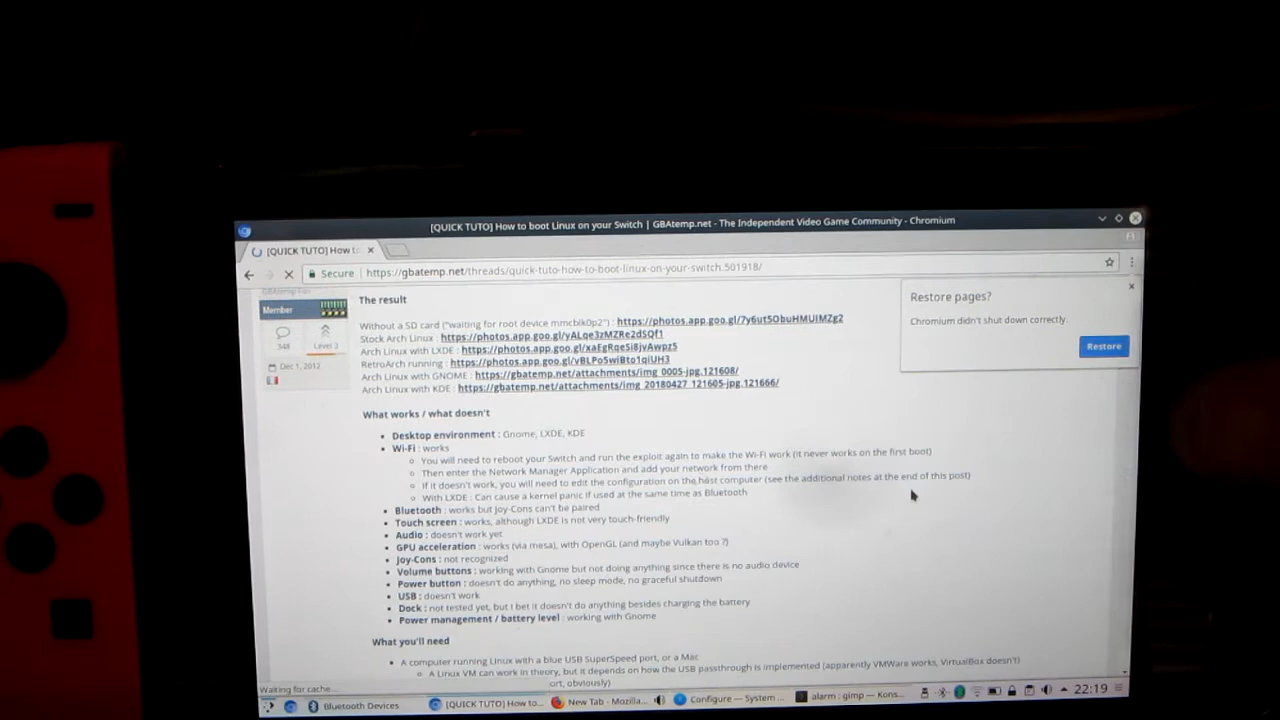 [QUICK TUTO] How to boot Linux on your Switch | GBAtemp.net - The Independent Video Game Community - Chromium
[QUICK TUTO] How to
Secure https://gbatemp.net/threads/quick-tuto-how-to-boot-linux-on-your-switch.501918/
Restore pages?
Chromium didn't shut down correctly.
Restore
Member
348
Level 3
Dec 1, 2012
The result
Without a SD card ("waiting for root device mmcblk0p2") : https://photos.app.goo.gl/7y6ut5ObuHMUIMZg2
Stock Arch Linux : https://photos.app.goo.gl/yALqe3zMZRe2dSQf1
Arch Linux with LXDE : https://photos.app.goo.gl/xaEgRqeSi8jvAwpz5
RetroArch running : https://photos.app.goo.gl/vBLPo5wiBto1qiUH3
Arch Linux with GNOME : https://gbatemp.net/attachments/img_0005-jpg.121608/
Arch Linux with KDE : https://gbatemp.net/attachments/img_20180427_121605-jpg.121666/
What works / what doesn't
Desktop environment : Gnome, LXDE, KDE
Wi-Fi : works
You will need to reboot your Switch and run the exploit again to make the Wi-Fi work (it never works on the first boot)
Then enter the Network Manager Application and add your network from there
If it doesn't work, you will need to edit the configuration on the host computer (see the additional notes at the end of this post)
With LXDE : Can cause a kernel panic if used at the same time as Bluetooth
Bluetooth : works but Joy-Cons can't be paired
Touch screen : works, although LXDE is not very touch-friendly
Audio : doesn't work yet
GPU acceleration : works (via mesa), with OpenGL (and maybe Vulkan too ?)
Joy-Cons : not recognized
Volume buttons : working with Gnome but not doing anything since there is no audio device
Power button : doesn't do anything, no sleep mode, no graceful shutdown
USB : doesn't work
Dock : not tested yet, but I bet it doesn't do anything besides charging the battery
Power management / battery level : working with Gnome
What you'll need
A computer running Linux with a blue USB SuperSpeed port, or a Mac
A Linux VM can work in theory, but it depends on how the USB passthrough is implemented (apparently VMWare works, VirtualBox doesn't)
ort, obviously)
Waiting for cache...
Bluetooth Devices
[QUICK TUTO] How to...
New Tab - Mozilla...
Configure — System ...
alarm : gimp — Kons...
22:19